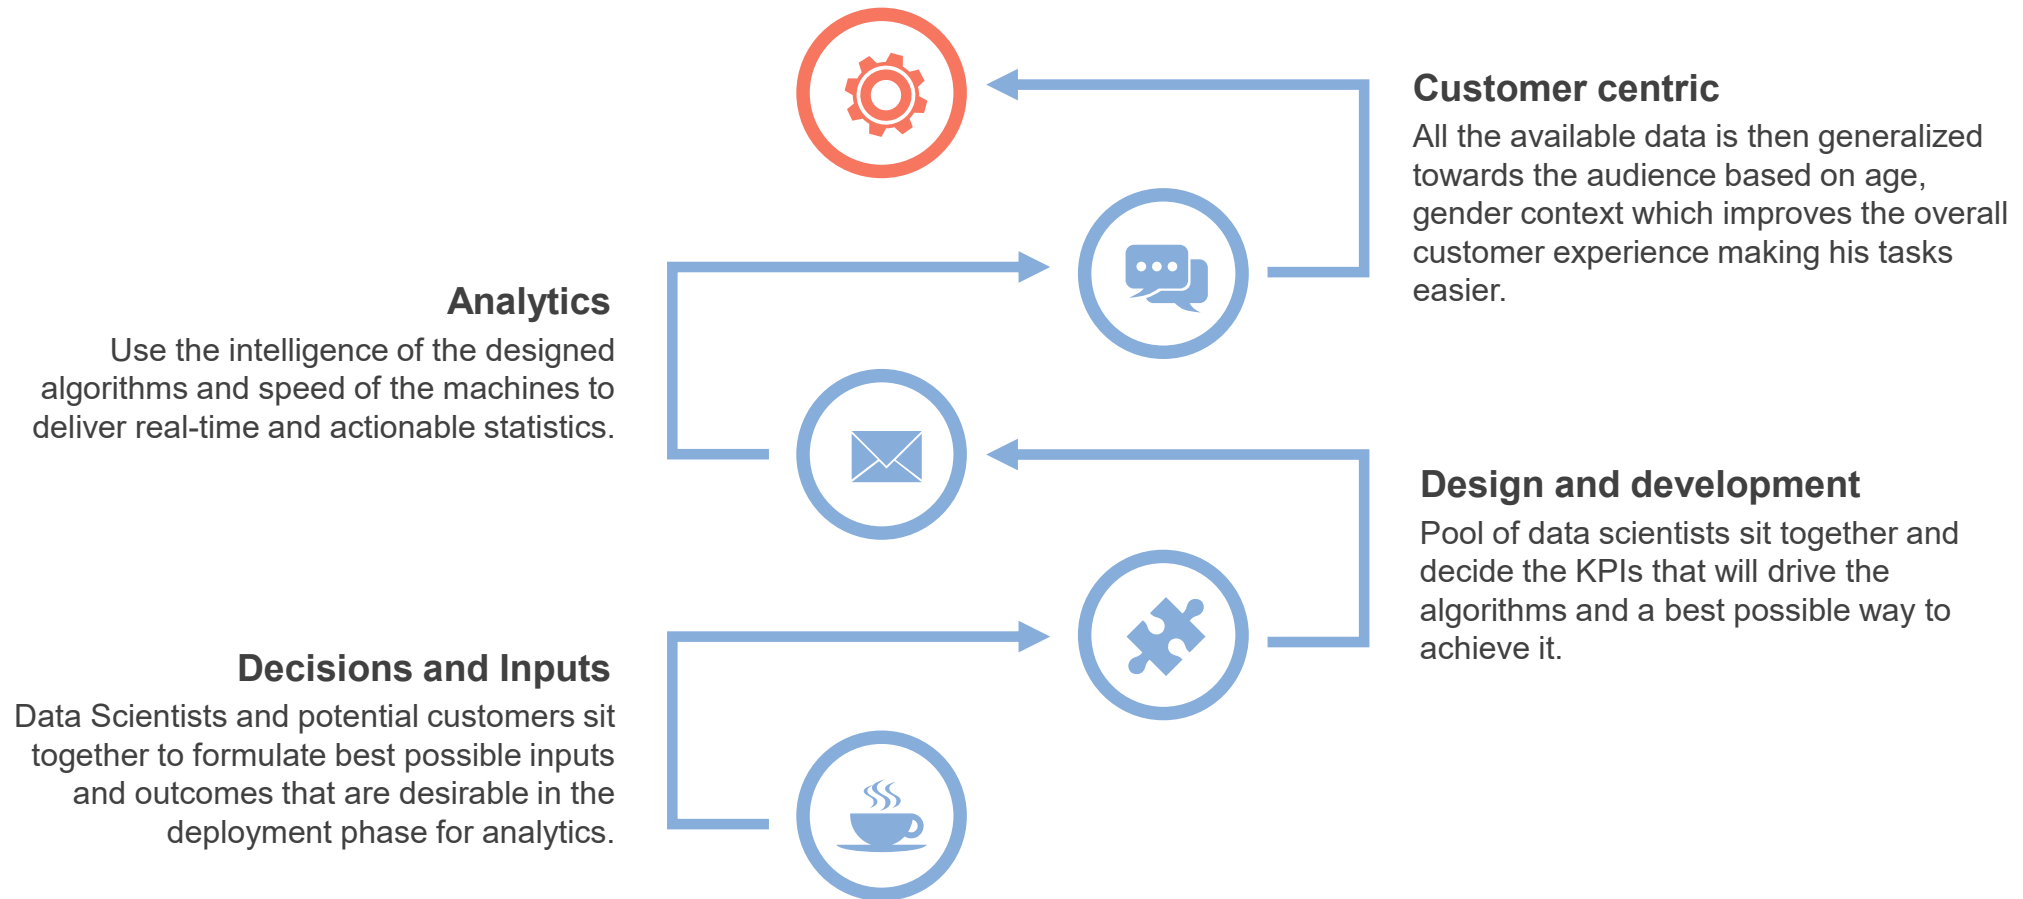 Customer centric
All the available data is then generalized
towards the audience based on age,
gender context which improves the overall
customer experience making his tasks
easier.
Analytics
Use the intelligence of the designed
algorithms and speed of the machines to
deliver real-time and actionable statistics.
Design and development
Pool of data scientists sit together and
decide the KPIs that will drive the
algorithms and a best possible way to
achieve it.
Decisions and Inputs
Data Scientists and potential customers sit
together to formulate best possible inputs
and outcomes that are desirable in the
deployment phase for analytics.